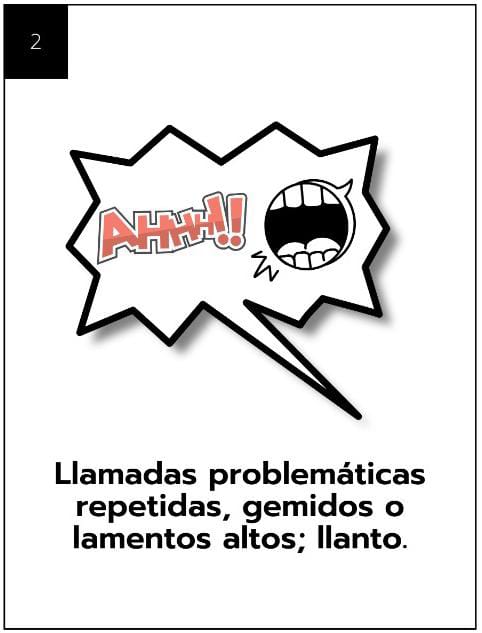 2
AHHH!!
Llamadas problemáticas
repetidas, gemidos o
lamentos altos; llanto.